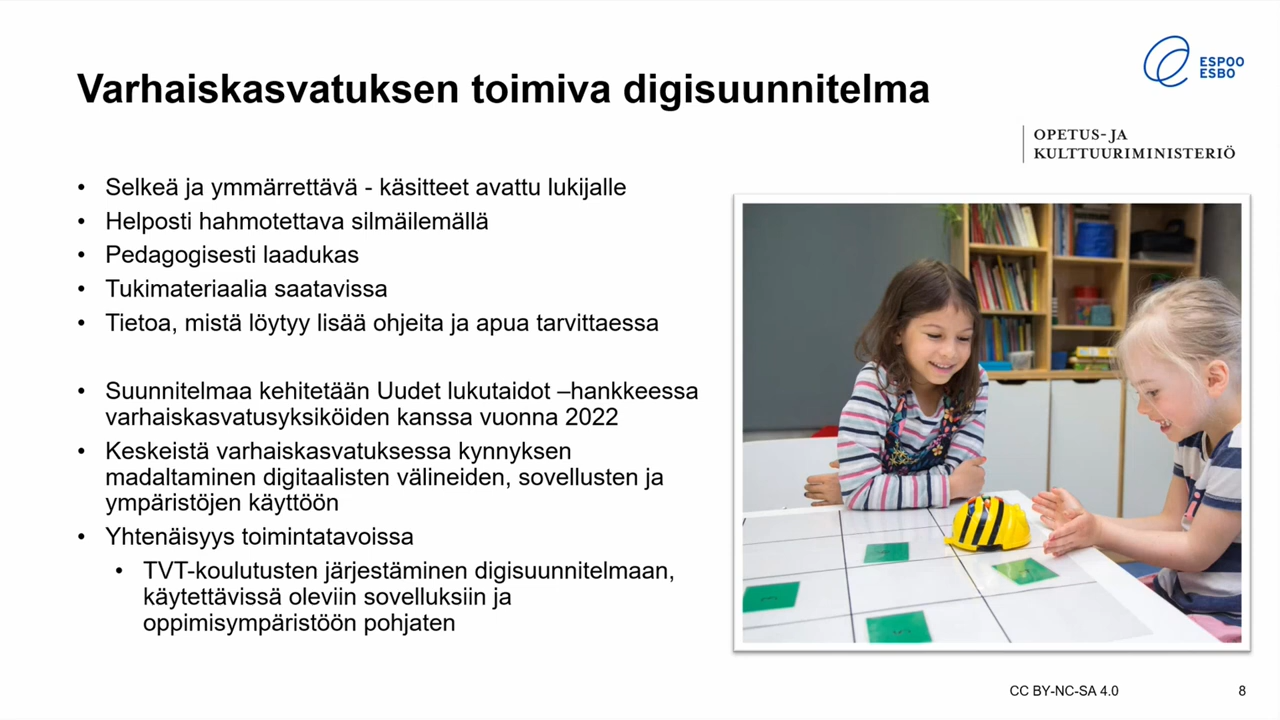 Varhaiskasvatuksen toimiva digisuunnitelma
ESPOO
ESBO
OPETUS- JA
KULTTUURIMINISTERIÖ
• Selkeä ja ymmärrettävä - käsitteet avattu lukijalle
• Helposti hahmotettava silmäilemällä
• Pedagogisesti laadukas
• Tukimateriaalia saatavissa
• Tietoa, mistä löytyy lisää ohjeita ja apua tarvittaessa
• Suunnitelmaa kehitetään Uudet lukutaidot –hankkeessa
varhaiskasvatusyksiköiden kanssa vuonna 2022
• Keskeistä varhaiskasvatuksessa kynnyksen
madaltaminen digitaalisten välineiden, sovellusten ja
ympäristöjen käyttöön
• Yhtenäisyys toimintatavoissa
• TVT-koulutusten järjestäminen digisuunnitelmaan,
käytettävissä oleviin sovelluksiin ja
oppimisympäristöön pohjaten
CC BY-NC-SA 4.0
8